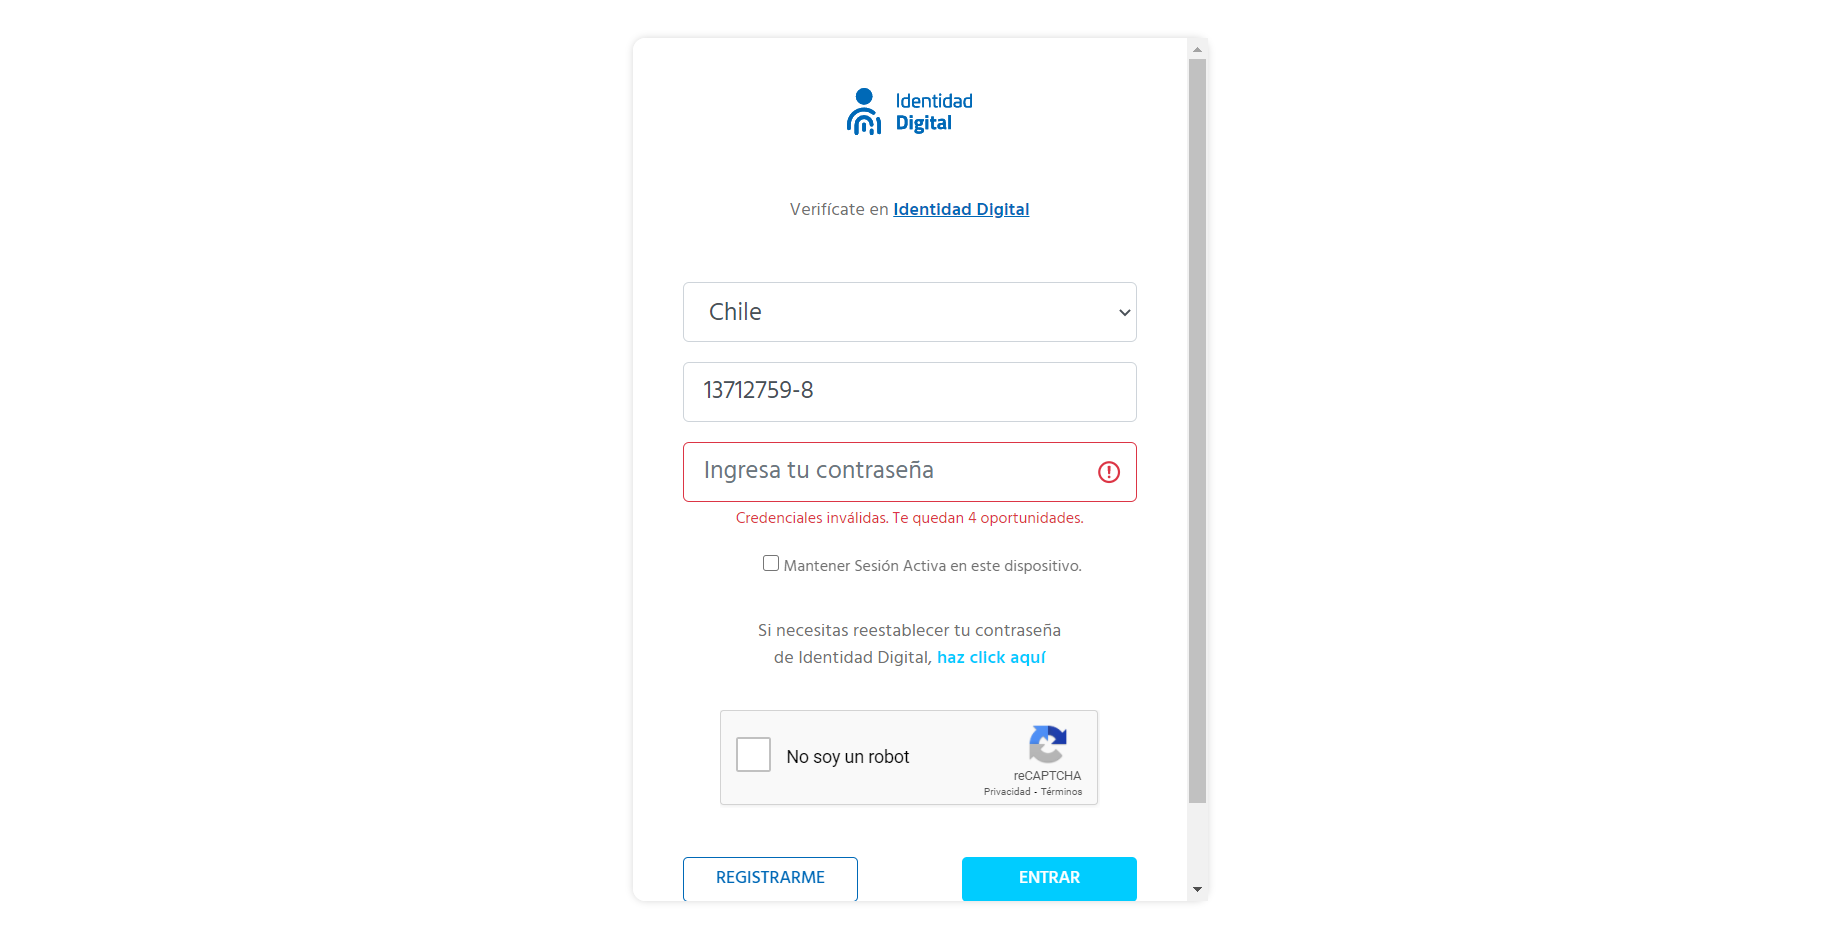 Identidad
Digital
Verifícate en Identidad Digital
Chile
13712759-8
Ingresa tu contraseña
Credenciales inválidas. Te quedan 4 oportunidades.
Mantener Sesión Activa en este dispositivo.
Si necesitas reestablecer tu contraseña
de Identidad Digital, haz click aquí
No soy un robot
reCAPTCHA
Privacidad - Términos
REGISTRARME
ENTRAR